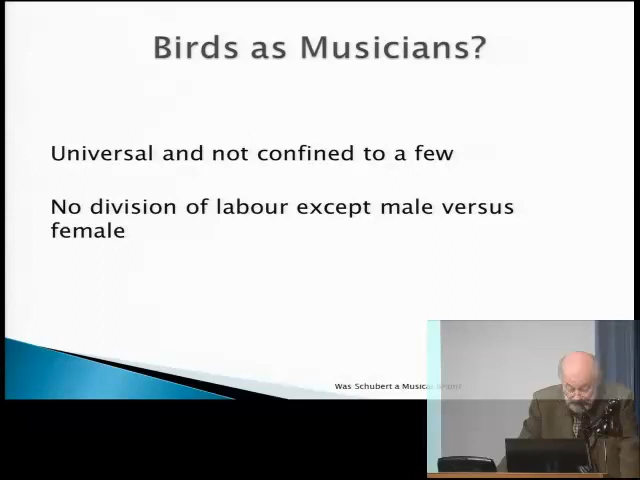 Birds as Musicians?
Universal and not confined to a few
No division of labour except male versus
female
Was Schubert a Musical